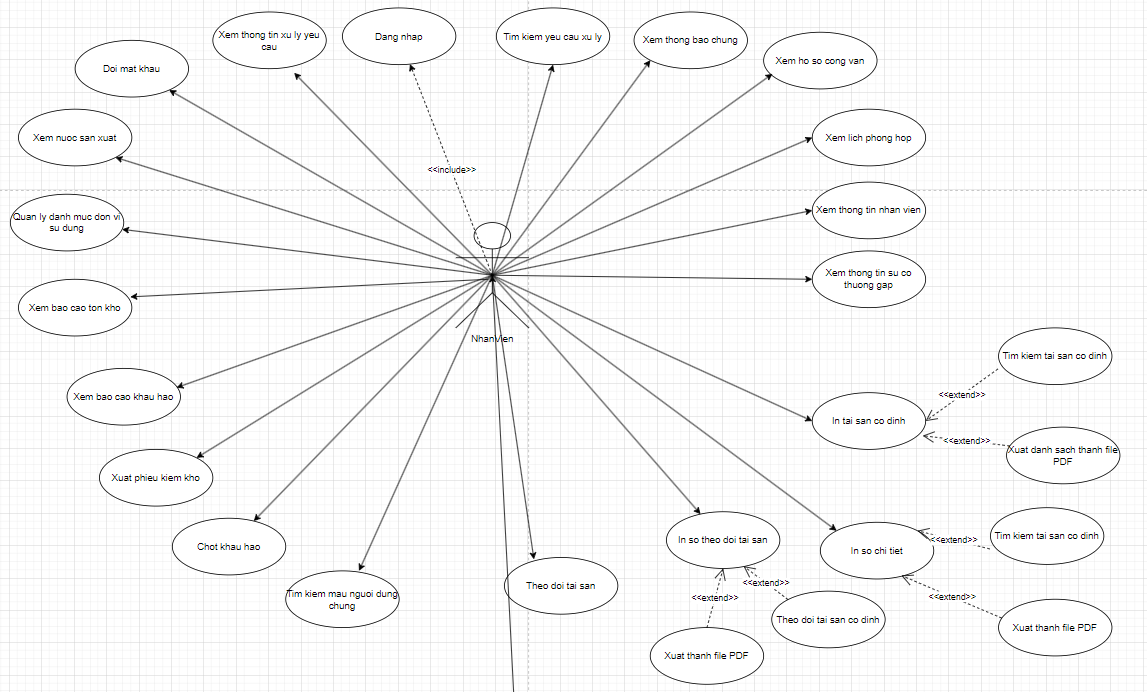 Xem thong tin xu ly yeu
cau
Dang nhap
Tim kiem yeu cau xu ly
Xem thong bao chung
Xem ho so cong van
Doi mat khau
Xem nuoc san xuat
Xem lich phong hop
<<include>>
Quan ly danh muc don vi
su dung
Xem thong tin nhan vien
Xem thong tin su co
thuong gap
Xem bao cao ton kho
NhanVien
Tim kiem tai san co dinh
<<extend>>
Xem bao cao khau hao
In tai san co dinh
<<extend>>
Xuat danh sach thanh file
PDF
Xuat phieu kiem kho
Chot khau hao
In so theo doi tai san
In so chi tiet
<<extend>>
Tim kiem tai san co dinh
Tim kiem mau nguoi dung
chung
Theo doi tai san
<<extend>>
<<extend>>
<<extend>>
Theo doi tai san co dinh
Xuat thanh file PDF
Xuat thanh file PDF